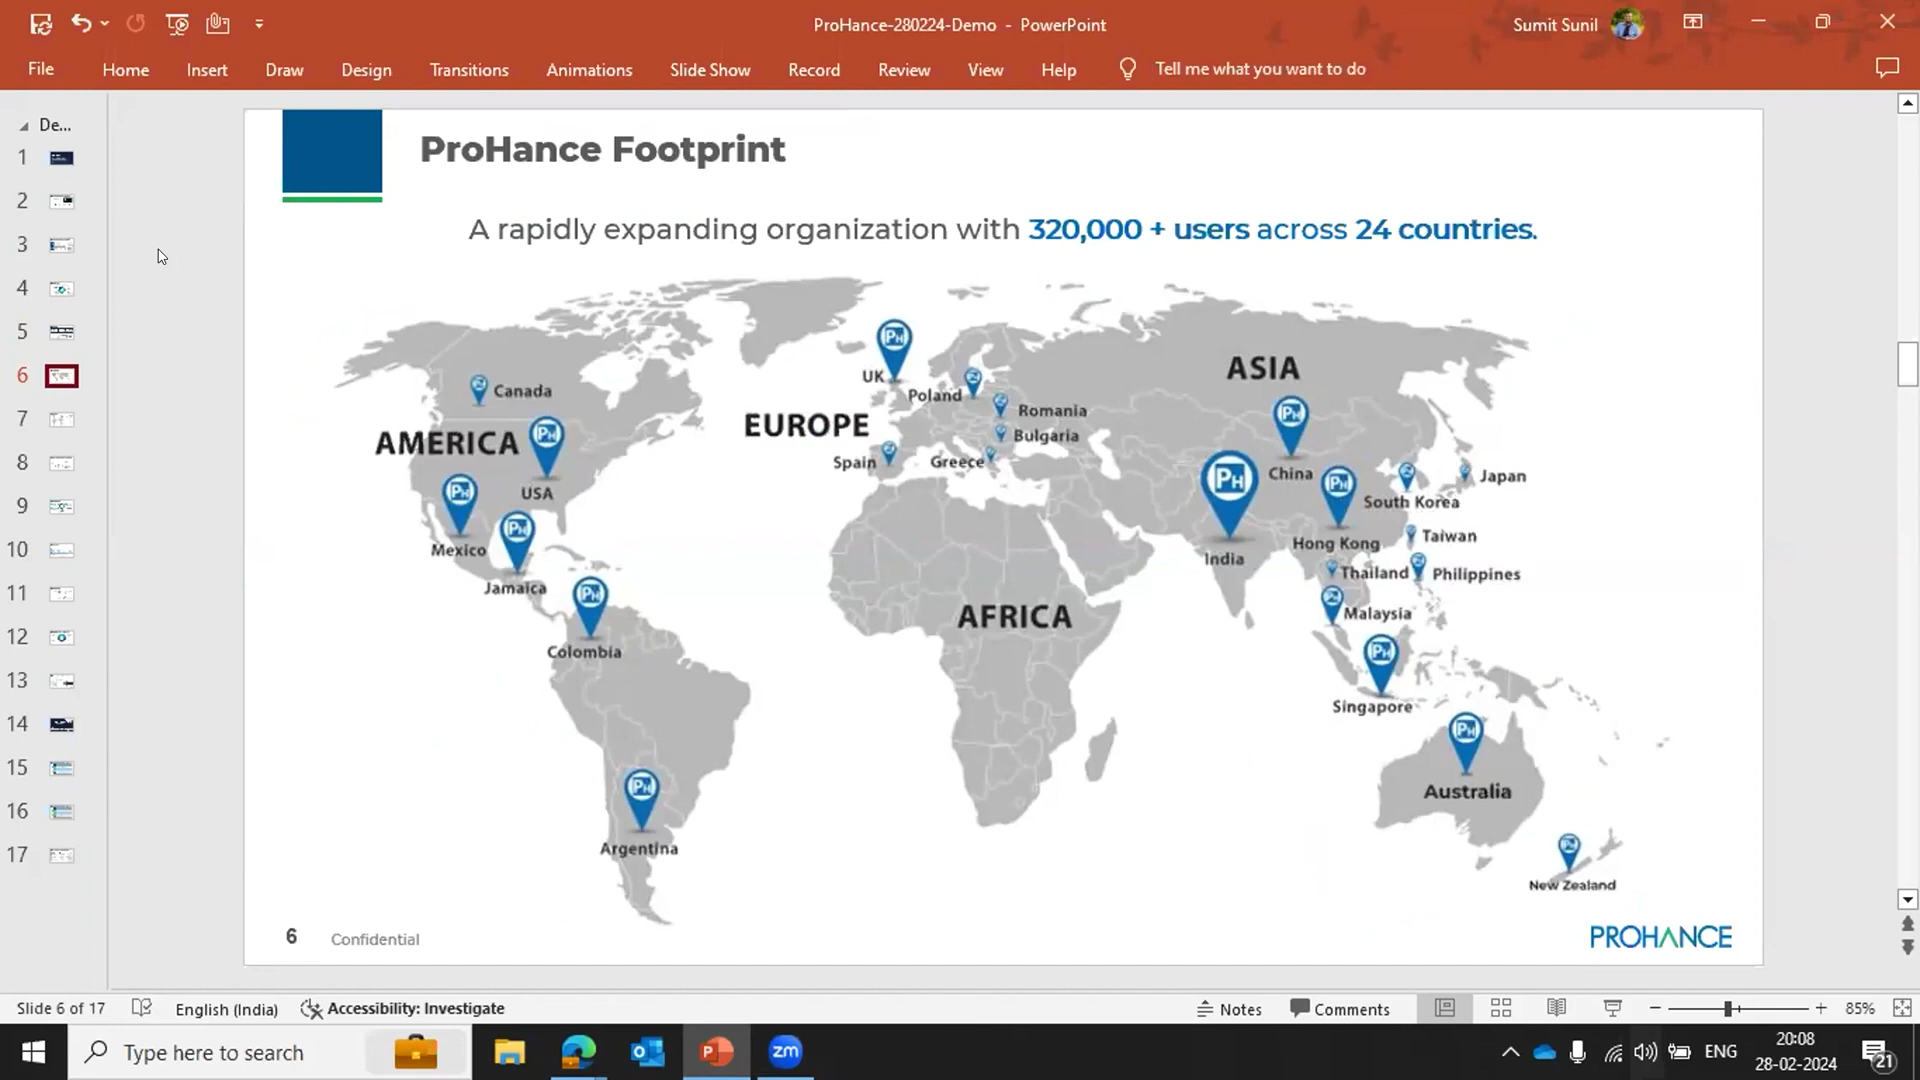 ProHance-280224-Demo - PowerPoint
Sumit Sunil
File Home Insert Draw Design Transitions Animations Slide Show Record Review View Help Tell me what you want to do
De...
1
2
3
4
5
6
7
8
9
10
11
12
13
14
15
16
17
ProHance Footprint
A rapidly expanding organization with 320,000 + users across 24 countries.
Canada
AMERICA
USA
Mexico
Jamaica
Colombia
Argentina
UK
Poland
EUROPE
Romania
Bulgaria
Spain
Greece
AFRICA
ASIA
China
India
Hong Kong
South Korea
Japan
Taiwan
Thailand
Philippines
Malaysia
Singapore
Australia
New Zealand
6 Confidential
PROHANCE
Slide 6 of 17 English (India) Accessibility: Investigate Notes Comments 85%
Type here to search
zm
ENG
20:08
28-02-2024
21